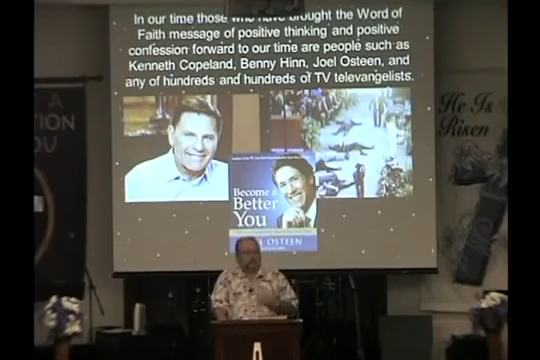 In our time those who have brought the Word of
Faith message of positive thinking and positive
confession forward to our time are people such as
Kenneth Copeland, Benny Hinn, Joel Osteen, and
any of hundreds and hundreds of TV televangelists.
Become a
Better
You
OSTEEN
He Is
Risen
A
YOU